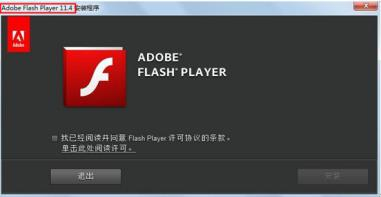 Adobe Flash Player 11.4 安装程序
Adobe
ADOBE®
FLASH® PLAYER
我已经阅读并同意 Flash Player 许可协议的条款。
单击此处阅读许可。
退出
安装